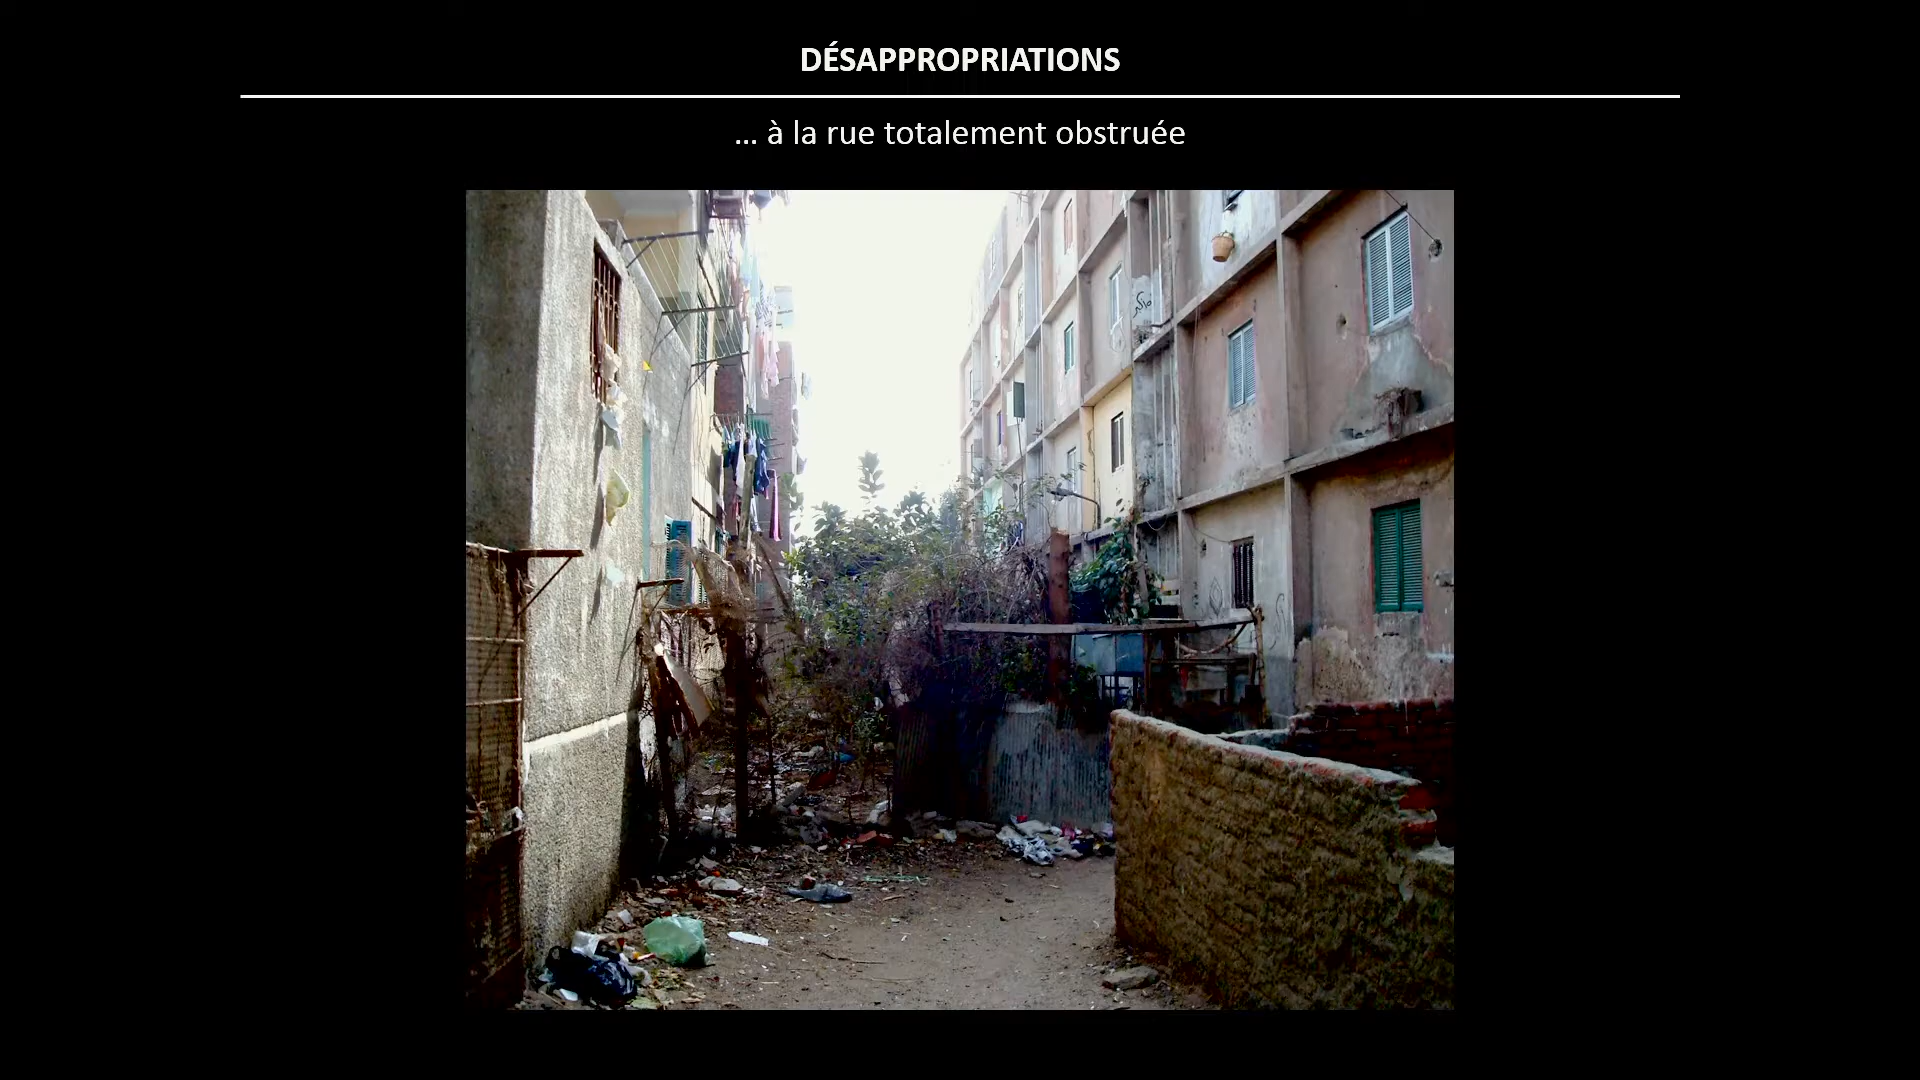 DÉSAPPROPRIATIONS
... à la rue totalement obstruée